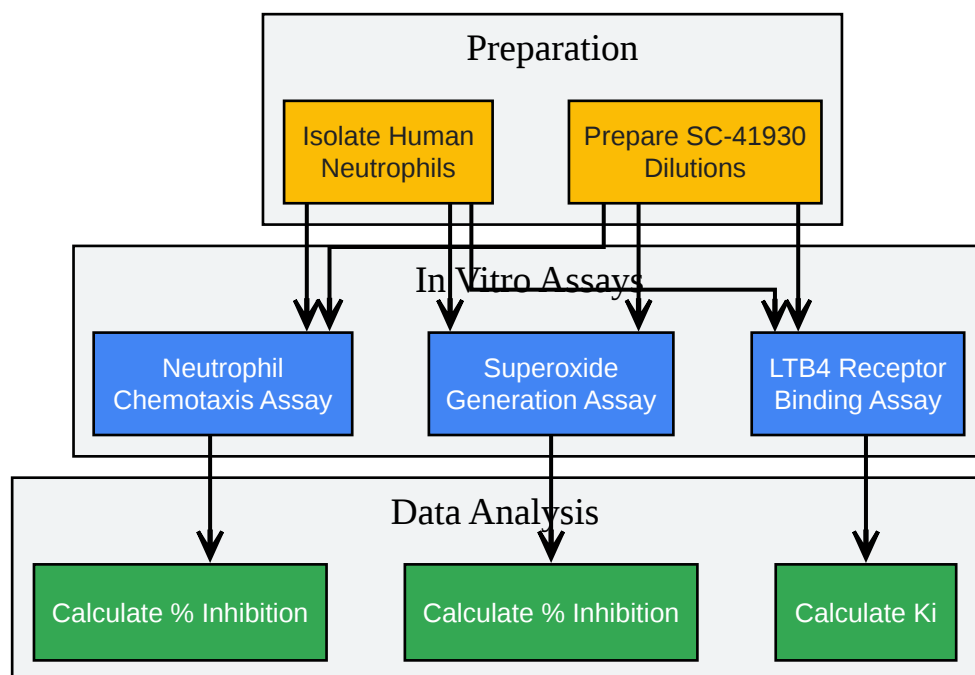 Preparation
Isolate Human
Neutrophils
Prepare SC-41930
Dilutions
In Vitro Assays
Neutrophil
Chemotaxis Assay
Superoxide
Generation Assay
LTB4 Receptor
Binding Assay
Data Analysis
Calculate % Inhibition
Calculate % Inhibition
Calculate Ki